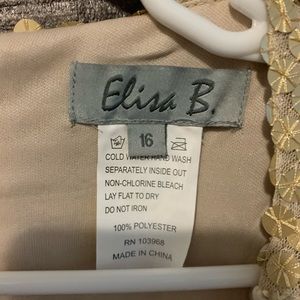 Elisa B.
16
COLD WATER HAND WASH
SEPARATELY INSIDE OUT
NON-CHLORINE BLEACH
LAY FLAT TO DRY
DO NOT IRON
100% POLYESTER
RN 103968
MADE IN CHINA